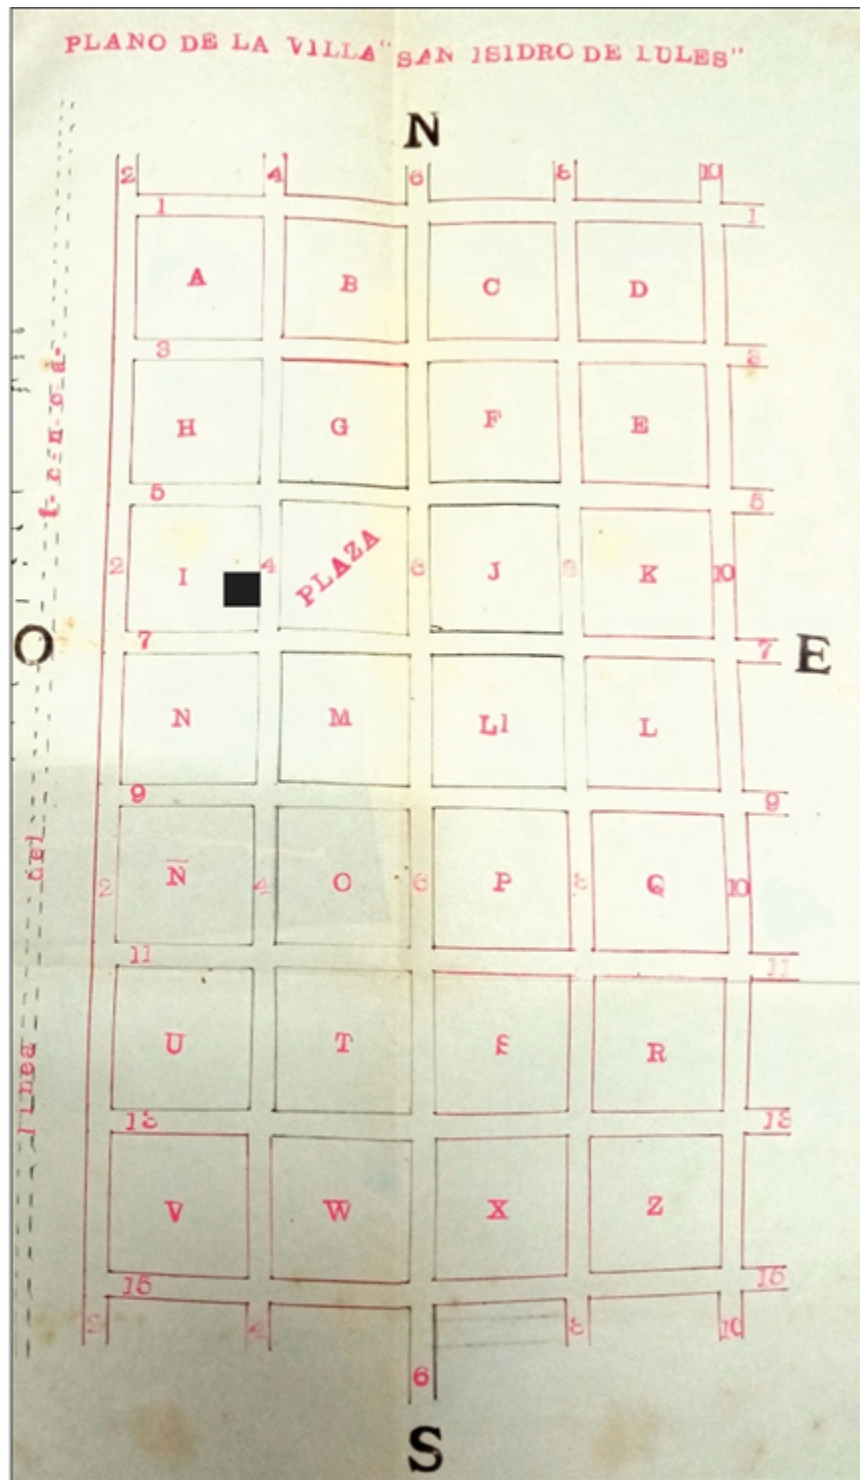 PLANO DE LA VILLA "SAN ISIDRO DE LULES"
N
2 4 6 8 10
1 1
A B C D
3 3
H G F E
5 5
I PLAZA J K
2 4 6 8 10
O E
7 7
N M Ll L
9 9
Ñ O P Q
2 4 6 8 10
11 11
U T S R
13 13
V W X Z
15 15
2 4 8 10
6
S
línea del f-c-n-o-a-